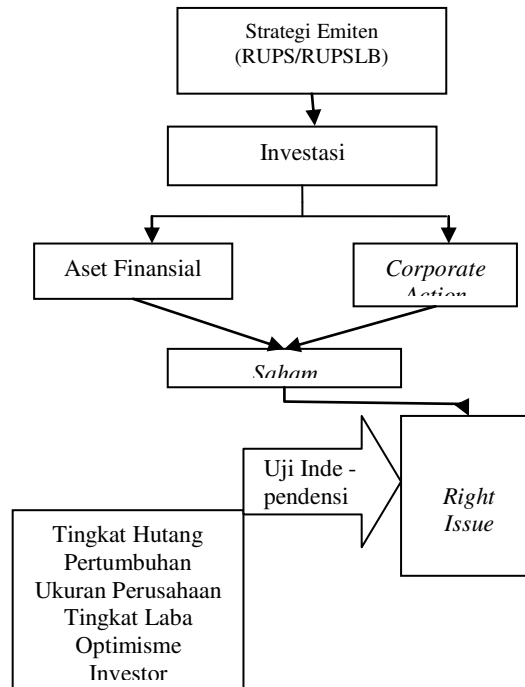 Strategi Emiten
(RUPS/RUPSLB)
Investasi
Aset Finansial
Corporate
Action
Saham
Uji Inde -
pendensi
Right
Issue
Tingkat Hutang
Pertumbuhan
Ukuran Perusahaan
Tingkat Laba
Optimisme
Investor